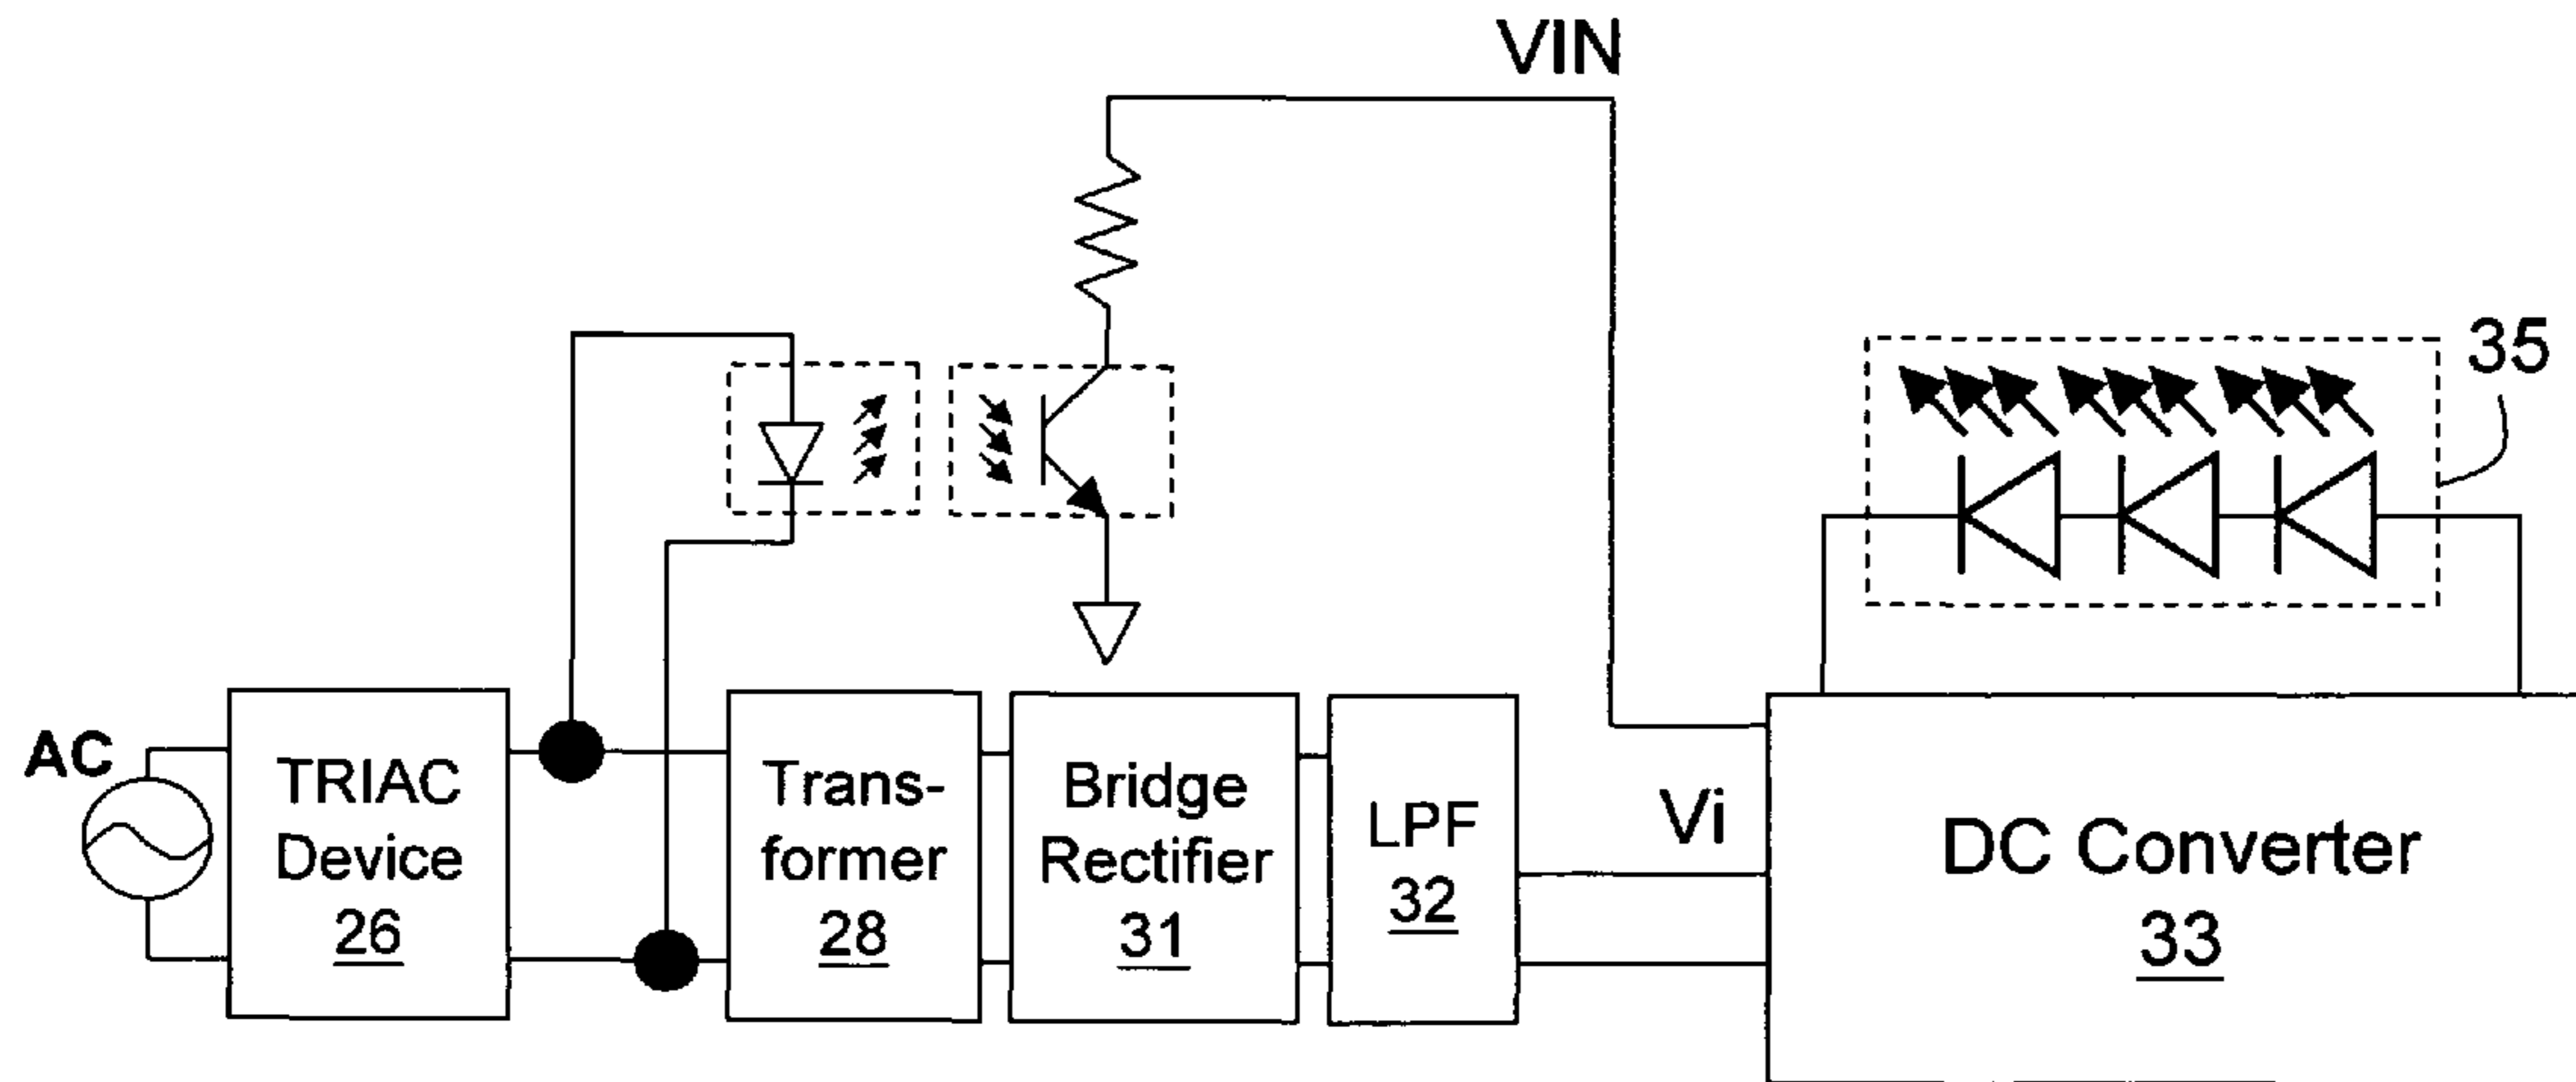 VIN
35
AC
TRIAC
Device
26
Trans-
former
28
Bridge
Rectifier
31
LPF
32
Vi
DC Converter
33